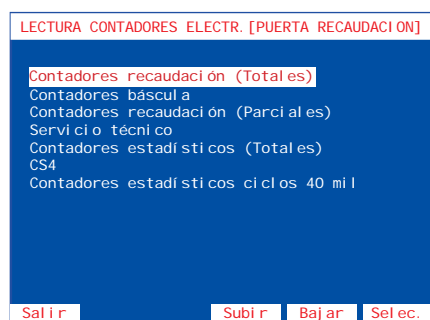 LECTURA CONTADORES ELECTR. [PUERTA RECAUDACION]
Contadores recaudación (Totales)
Contadores báscula
Contadores recaudación (Parciales)
Servicio técnico
Contadores estadísticos (Totales)
CS4
Contadores estadísticos ciclos 40 mil
Salir Subir Bajar Selec.